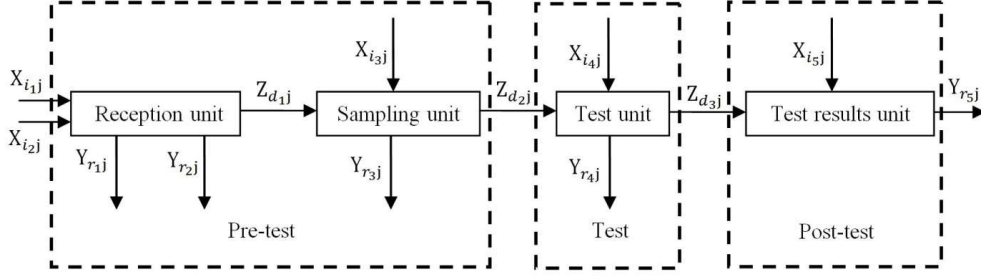 X_{i_3j}
X_{i_4j}
X_{i_5j}
X_{i_1j}
Z_{d_1j}
Z_{d_2j}
Z_{d_3j}
Y_{r_5j}
Reception unit
Sampling unit
Test unit
Test results unit
X_{i_2j}
Y_{r_1j}
Y_{r_2j}
Y_{r_3j}
Y_{r_4j}
Pre-test
Test
Post-test